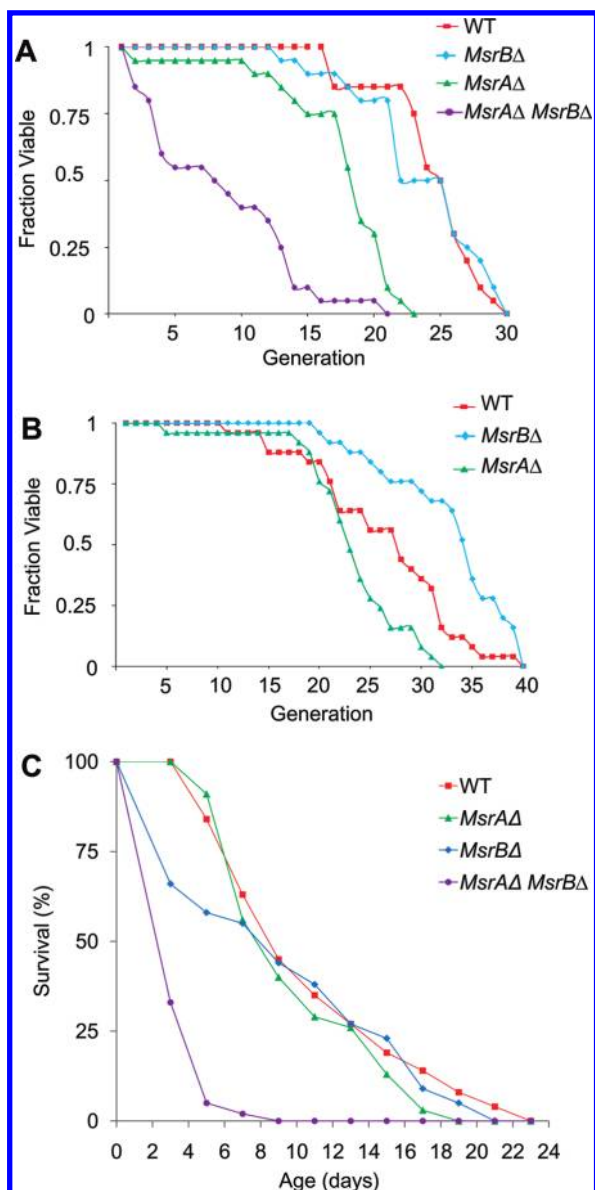 A
WT
MsrBΔ
MsrAΔ
MsrAΔ MsrBΔ
Fraction Viable
1
0.75
0.5
0.25
0
5 10 15 20 25 30
Generation
B
WT
MsrBΔ
MsrAΔ
Fraction Viable
1
0.75
0.5
0.25
0
5 10 15 20 25 30 35 40
Generation
C
WT
MsrAΔ
MsrBΔ
MsrAΔ MsrBΔ
Survival (%)
100
75
50
25
0
0 2 4 6 8 10 12 14 16 18 20 22 24
Age (days)